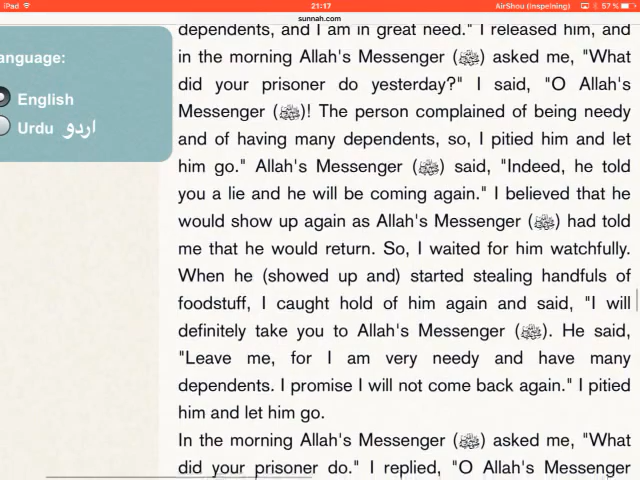 iPad 21:17 AirShou (Inspelning) 57 %
sunnah.com
anguage:
English
Urdu اردو
dependents, and I am in great need." I released him, and
in the morning Allah's Messenger (ﷺ) asked me, "What
did your prisoner do yesterday?" I said, "O Allah's
Messenger (ﷺ)! The person complained of being needy
and of having many dependents, so, I pitied him and let
him go." Allah's Messenger (ﷺ) said, "Indeed, he told
you a lie and he will be coming again." I believed that he
would show up again as Allah's Messenger (ﷺ) had told
me that he would return. So, I waited for him watchfully.
When he (showed up and) started stealing handfuls of
foodstuff, I caught hold of him again and said, "I will
definitely take you to Allah's Messenger (ﷺ). He said,
"Leave me, for I am very needy and have many
dependents. I promise I will not come back again." I pitied
him and let him go.
In the morning Allah's Messenger (ﷺ) asked me, "What
did your prisoner do." I replied, "O Allah's Messenger